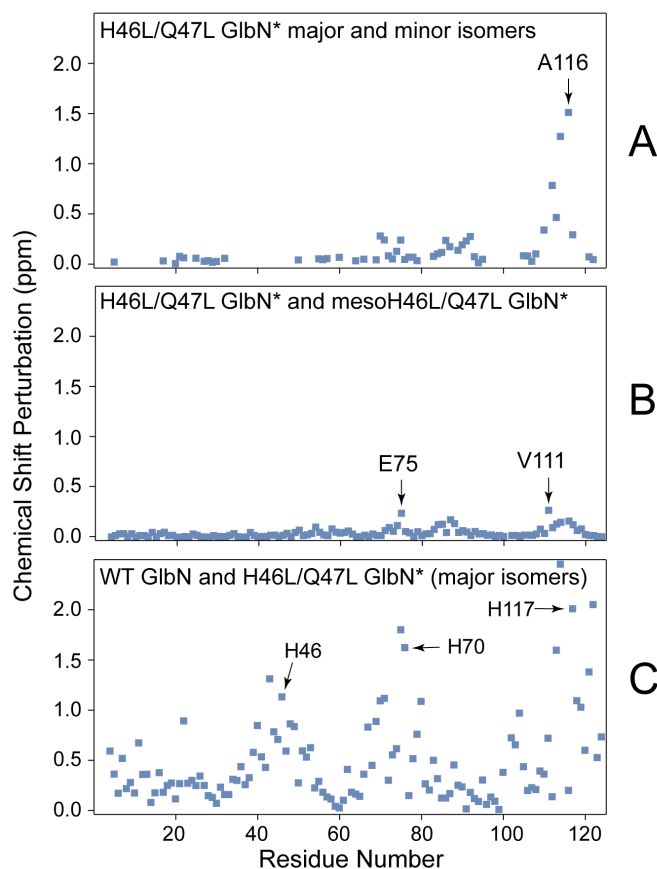 H46L/Q47L GlbN* major and minor isomers
2.0
A116
1.5
A
1.0
0.5
0.0
H46L/Q47L GlbN* and mesoH46L/Q47L GlbN*
2.0
1.5
B
1.0
E75
V111
0.5
0.0
Chemical Shift Perturbation (ppm)
WT GlbN and H46L/Q47L GlbN* (major isomers)
2.0
H117
H46
H70
1.5
C
1.0
0.5
0.0
20 40 60 80 100 120
Residue Number